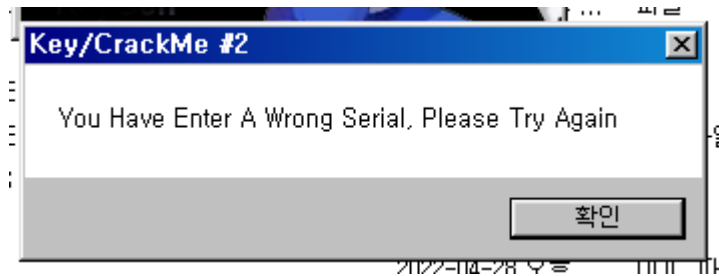 Key/CrackMe #2
You Have Enter A Wrong Serial, Please Try Again
확인